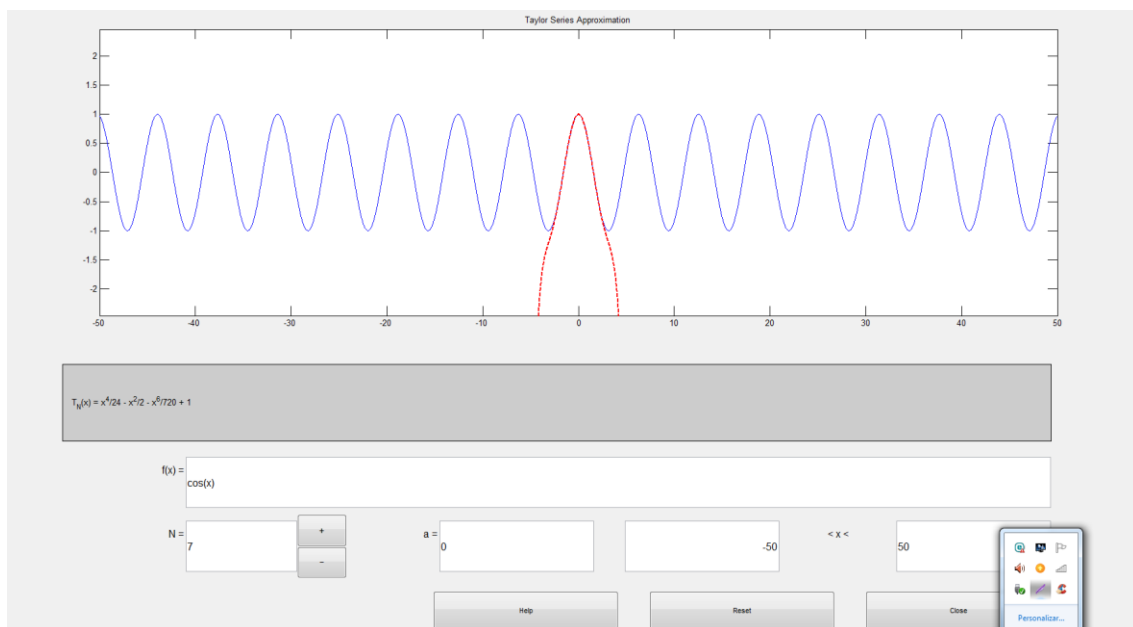 Taylor Series Approximation
2
1.5
1
0.5
0
-0.5
-1
-1.5
-2
-50 -40 -30 -20 -10 0 10 20 30 40 50
T_N(x) = x^4/24 - x^2/2 - x^6/720 + 1
f(x) =
cos(x)
N =
7
+
-
a =
0
-50
< x <
50
Help
Reset
Close
Personalizar...